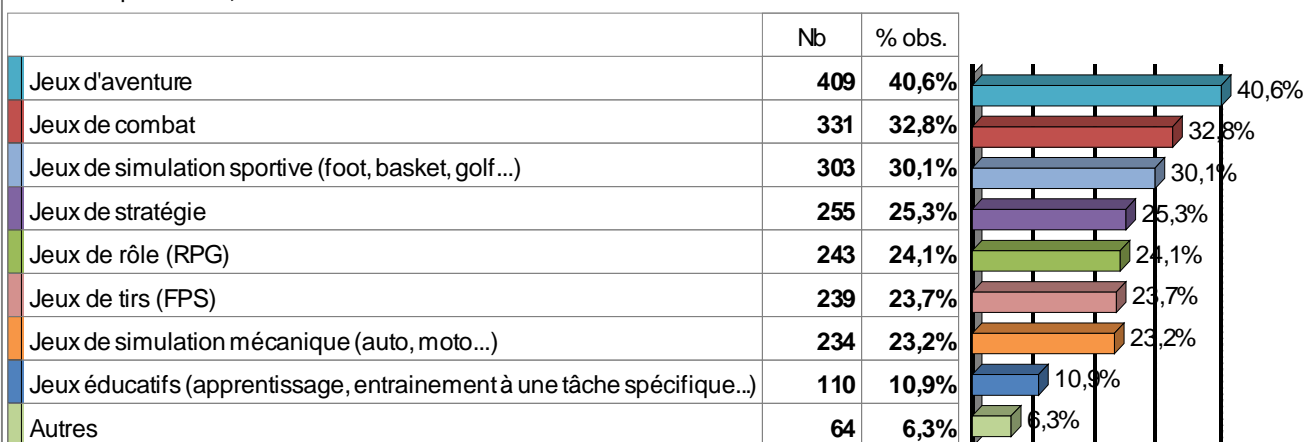 Nb % obs.
Jeux d'aventure 409 40,6% 40,6%
Jeux de combat 331 32,8% 32,8%
Jeux de simulation sportive (foot, basket, golf...) 303 30,1% 30,1%
Jeux de stratégie 255 25,3% 25,3%
Jeux de rôle (RPG) 243 24,1% 24,1%
Jeux de tirs (FPS) 239 23,7% 23,7%
Jeux de simulation mécanique (auto, moto...) 234 23,2% 23,2%
Jeux éducatifs (apprentissage, entrainement à une tâche spécifique...) 110 10,9% 10,9%
Autres 64 6,3% 6,3%